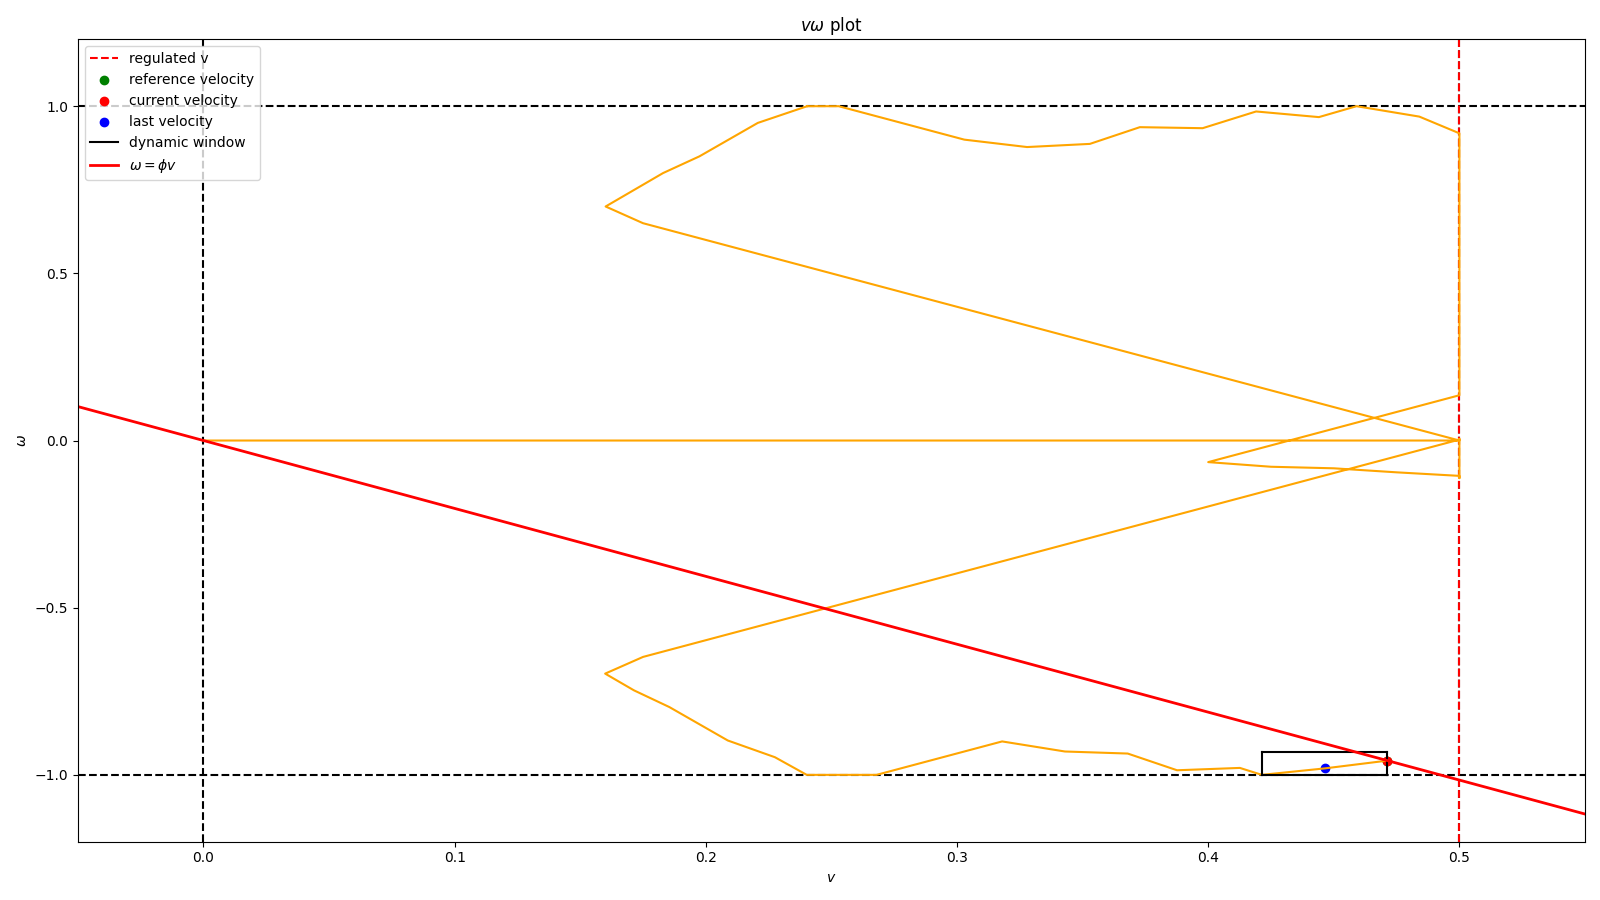 vω plot
regulated v
reference velocity
current velocity
last velocity
dynamic window
ω = ϕv
1.0
0.5
0.0
−0.5
−1.0
ω
0.0 0.1 0.2 0.3 0.4 0.5
v